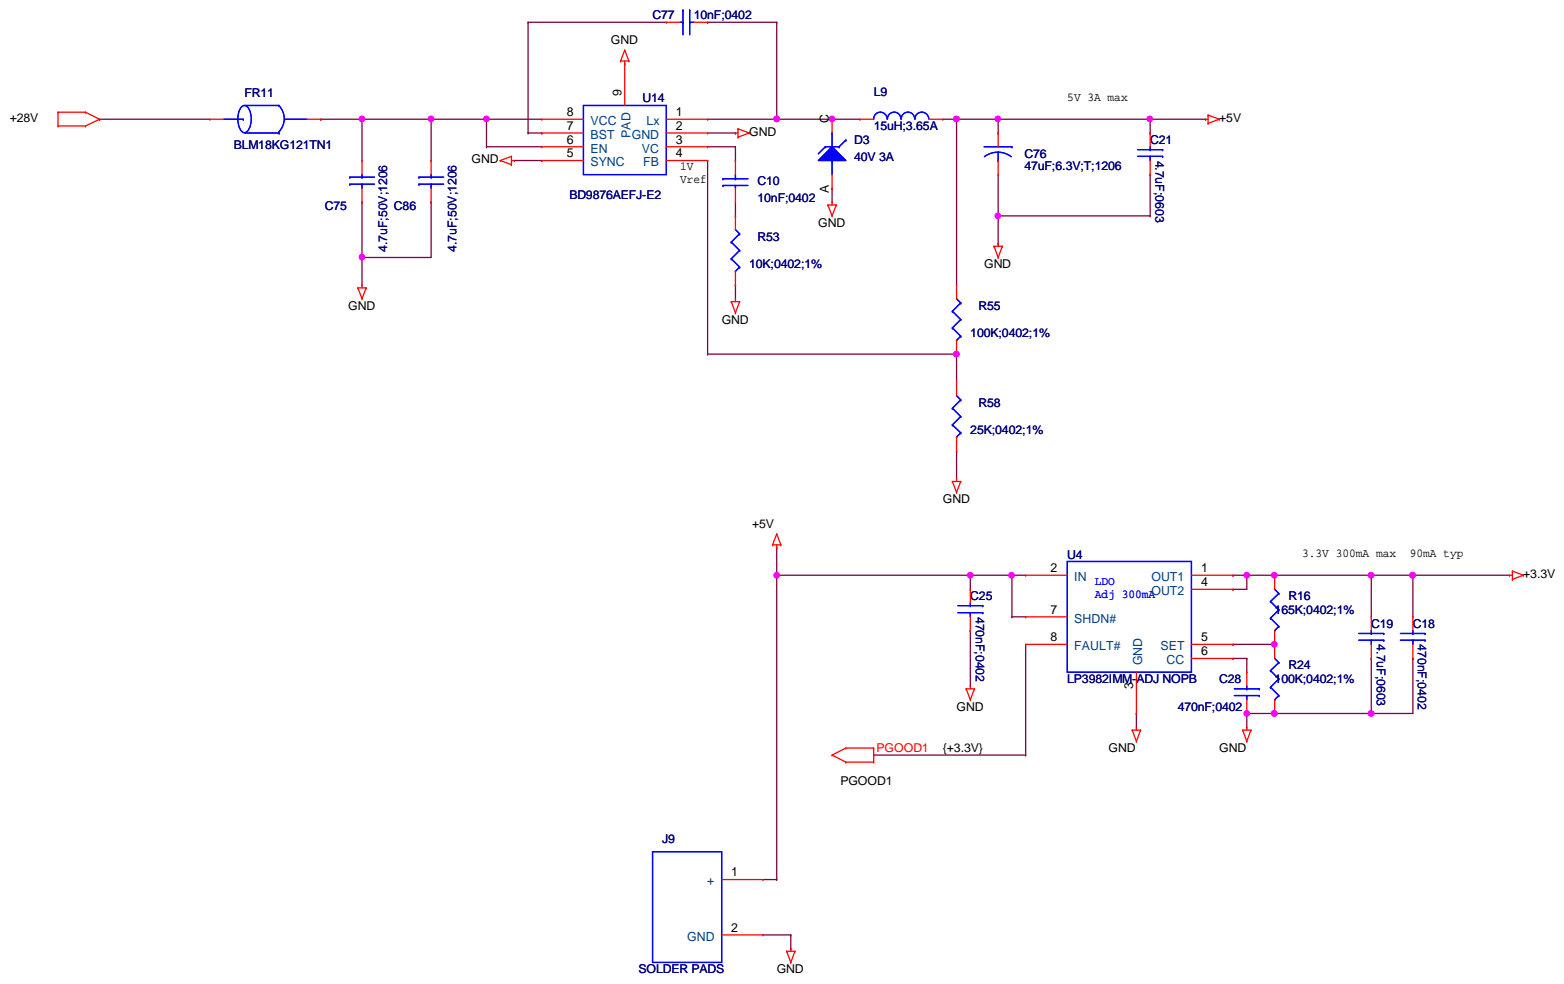 C77 10nF;0402
GND
9
U14
FR11
+28V
BLM18KG121TN1
8 VCC
7 BST
6 EN
5 SYNC
PAD
Lx 1
GND 2
VC 3
FB 4
GND
GND
1V
Vref
BD9876AEFJ-E2
C75
4.7uF;50V;1206
C86
4.7uF;50V;1206
GND
C10
10nF;0402
R53
10K;0402;1%
GND
C
D3
40V 3A
A
GND
L9
15uH;3.65A
5V 3A max
+5V
C76
47uF;6.3V;T;1206
C21
4.7uF;0603
GND
R55
100K;0402;1%
R58
25K;0402;1%
GND
+5V
U4
2 IN
LDO
Adj 300mA
7 SHDN#
8 FAULT#
GND
3
OUT1 1
OUT2 4
SET 5
CC 6
LP3982IMM-ADJ NOPB
C25
470nF;0402
GND
3.3V 300mA max 90mA typ
+3.3V
R16
165K;0402;1%
R24
100K;0402;1%
C19
4.7uF;0603
C18
470nF;0402
C28
470nF;0402
GND
GND
PGOOD1 {+3.3V}
PGOOD1
J9
+ 1
GND 2
SOLDER PADS
GND